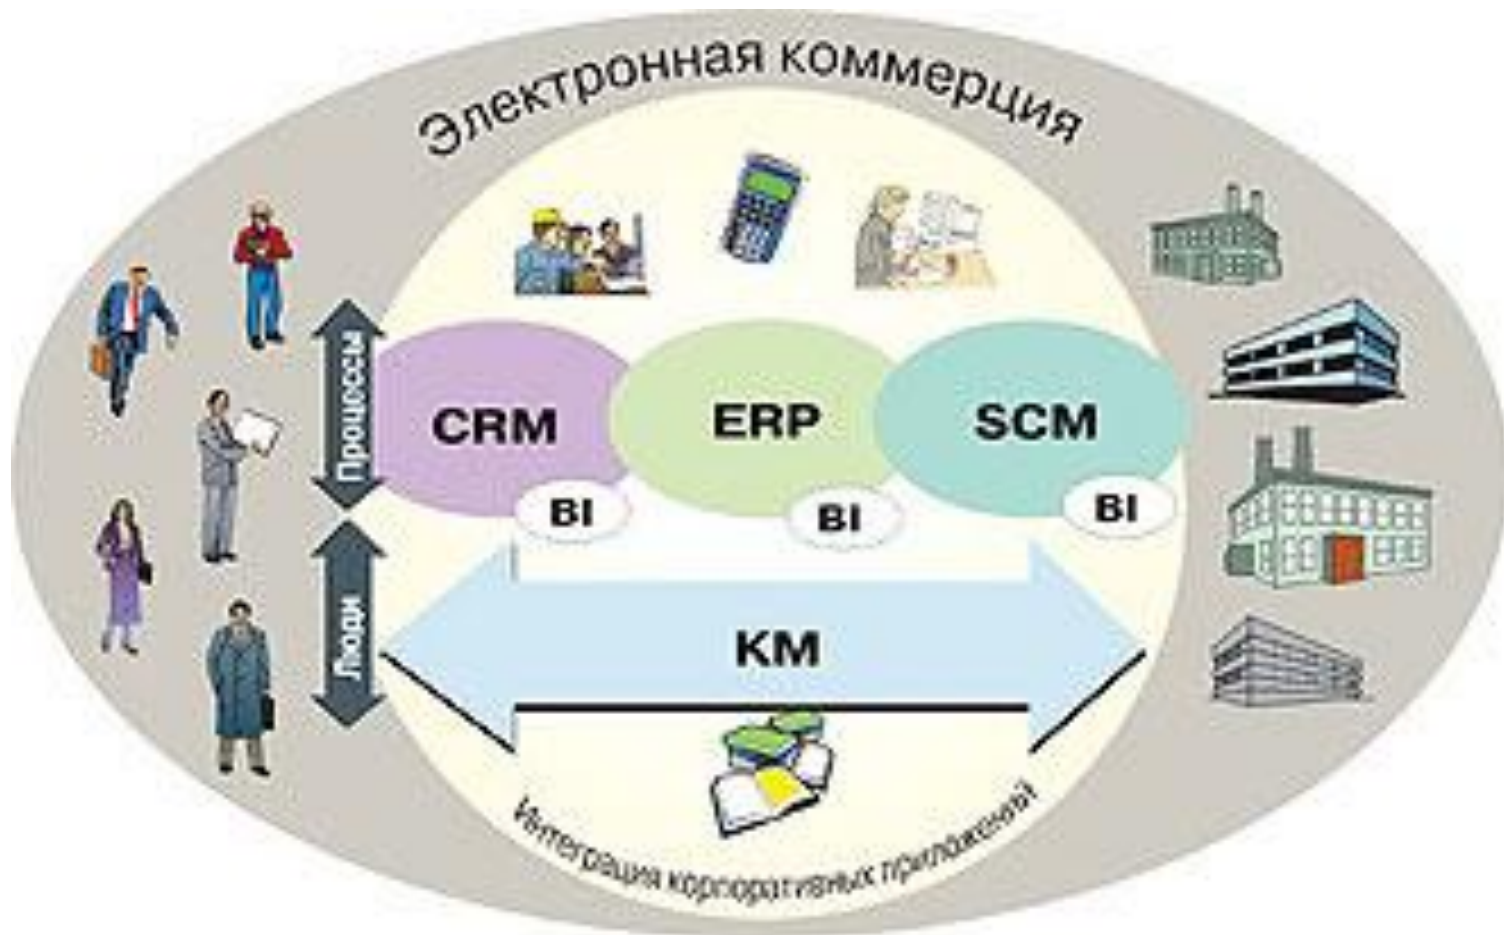 Электронная коммерция
Процессы
CRM
ERP
SCM
BI
BI
BI
Люди
KM
Интеграция корпоративных приложений